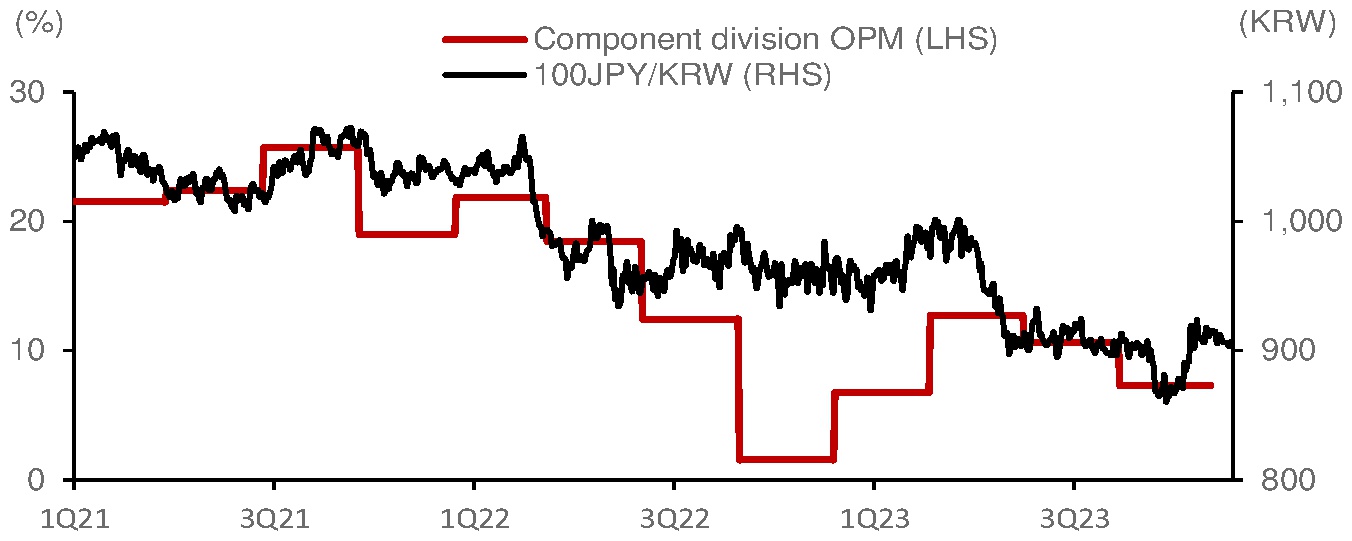 (%)
(KRW)
Component division OPM (LHS)
100JPY/KRW (RHS)
30
1,100
20
1,000
10
900
0
800
1Q21
3Q21
1Q22
3Q22
1Q23
3Q23